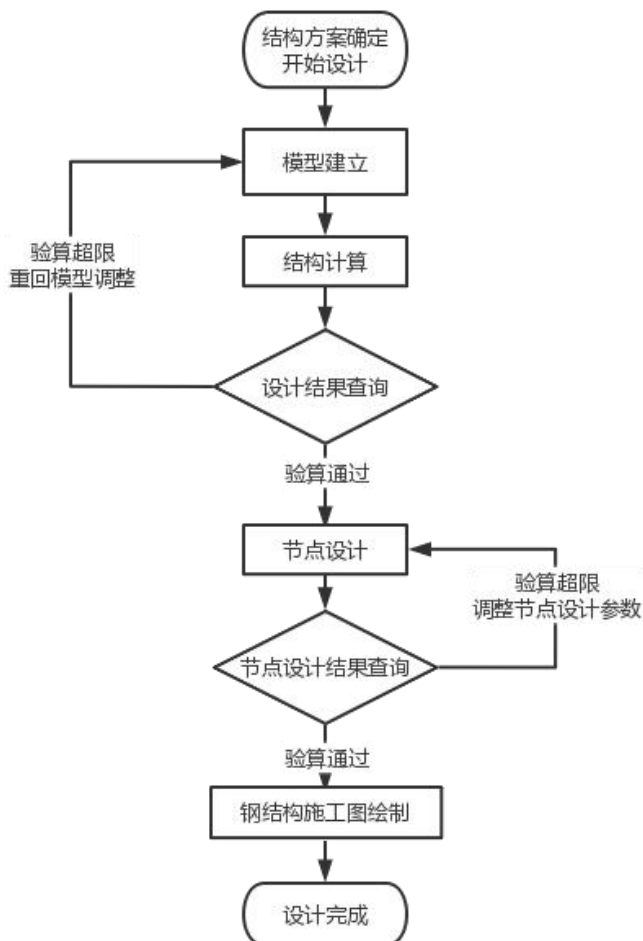 结构方案确定
开始设计
模型建立
验算超限
重回模型调整
结构计算
设计结果查询
验算通过
节点设计
验算超限
调整节点设计参数
节点设计结果查询
验算通过
钢结构施工图绘制
设计完成